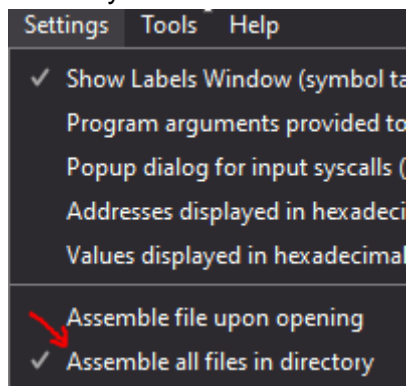 Settings Tools Help
Show Labels Window (symbol ta
Program arguments provided to
Popup dialog for input syscalls (
Addresses displayed in hexadeci
Values displayed in hexadecimal
Assemble file upon opening
Assemble all files in directory